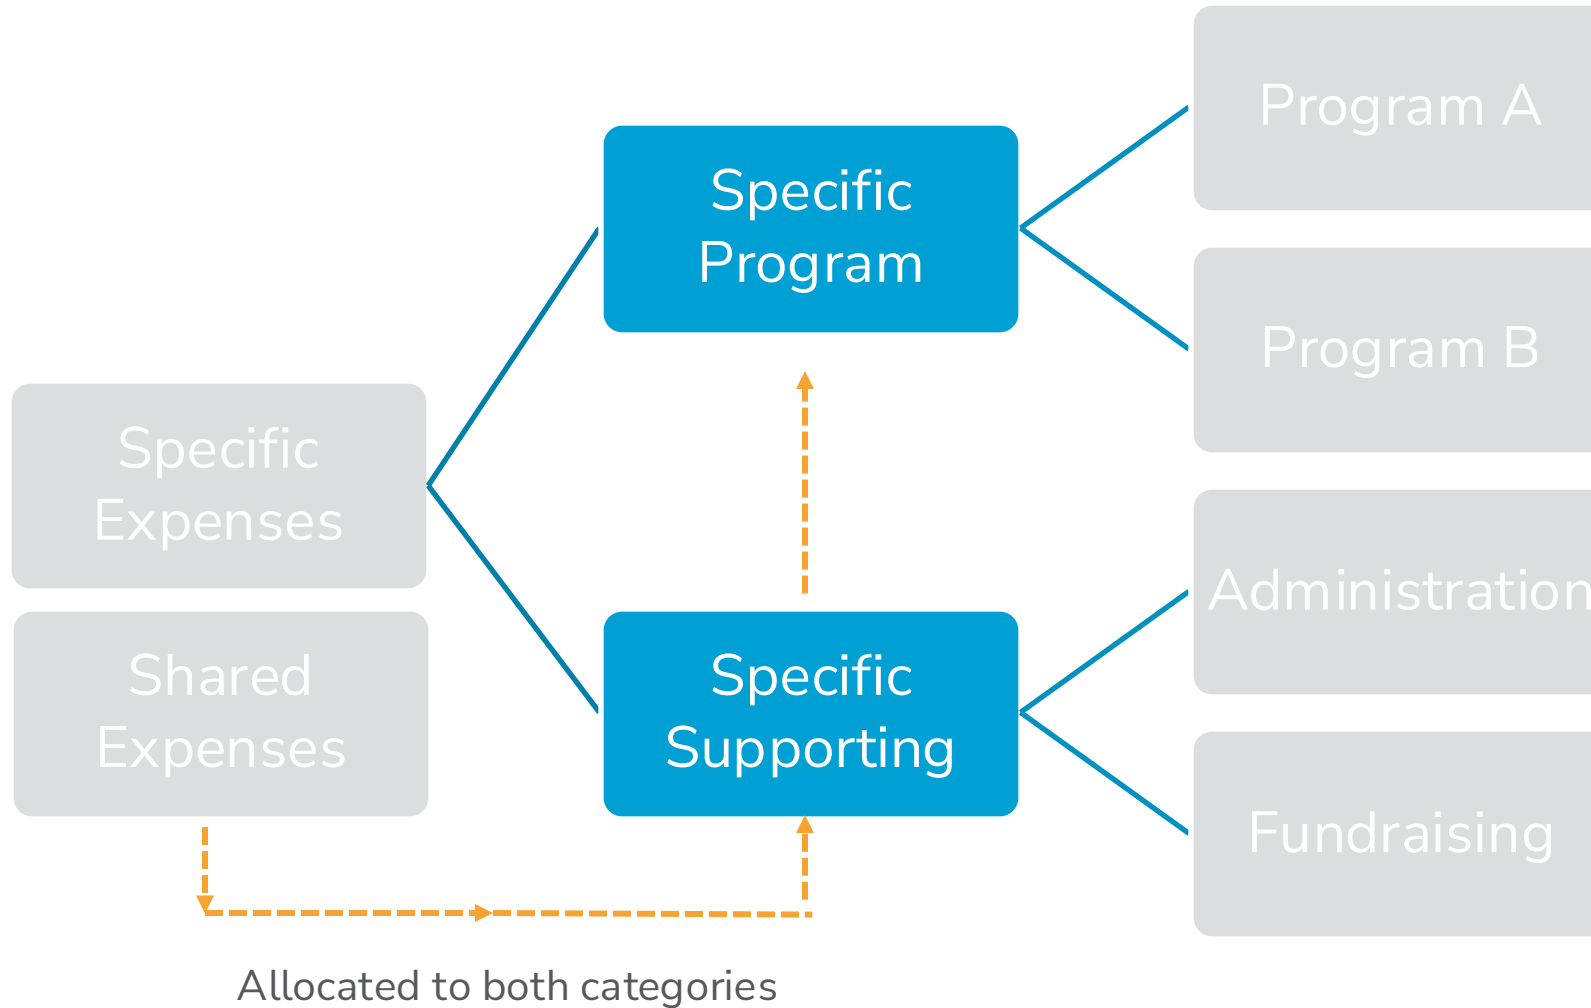 Specific
Expenses
Shared
Expenses
Specific
Program
Specific
Supporting
Program A
Program B
Administration
Fundraising
Allocated to both categories